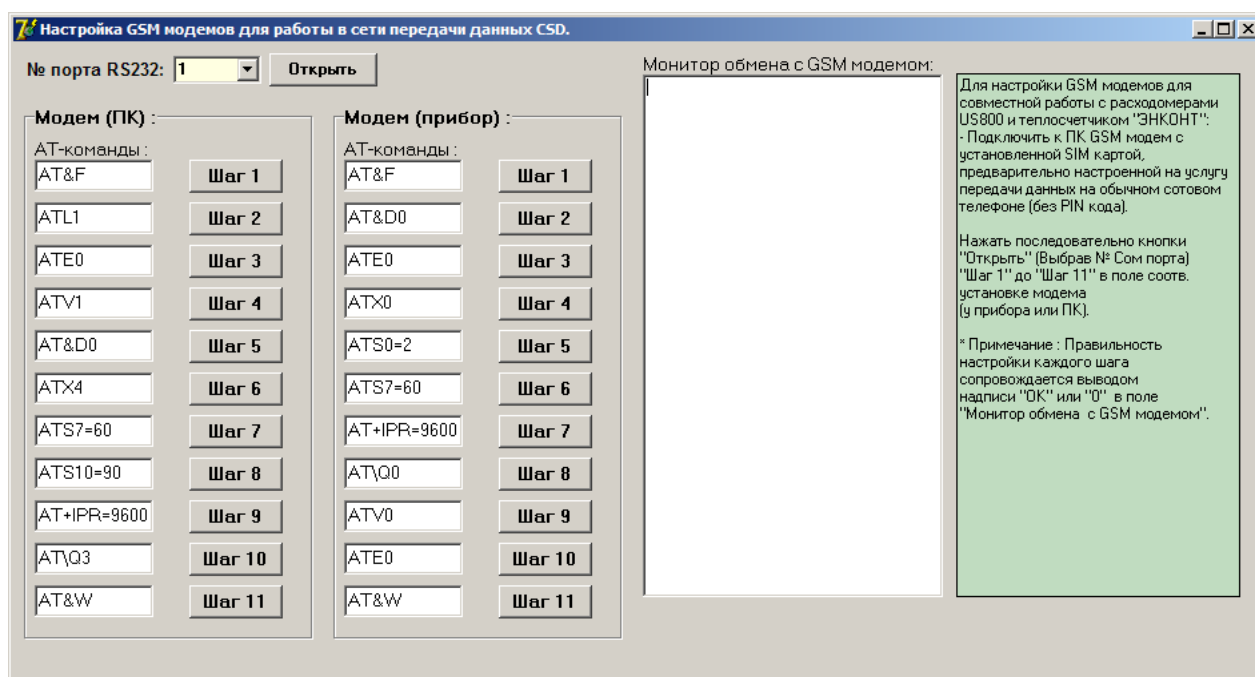 Настройка GSM модемов для работы в сети передачи данных CSD.
№ порта RS232: 1 Открыть
Модем (ПК) :
АТ-команды :
AT&F Шаг 1
ATL1 Шаг 2
ATE0 Шаг 3
ATV1 Шаг 4
AT&D0 Шаг 5
ATX4 Шаг 6
ATS7=60 Шаг 7
ATS10=90 Шаг 8
AT+IPR=9600 Шаг 9
AT\Q3 Шаг 10
AT&W Шаг 11
Модем (прибор) :
АТ-команды :
AT&F Шаг 1
AT&D0 Шаг 2
ATE0 Шаг 3
ATX0 Шаг 4
ATS0=2 Шаг 5
ATS7=60 Шаг 6
AT+IPR=9600 Шаг 7
AT\Q0 Шаг 8
ATV0 Шаг 9
ATE0 Шаг 10
AT&W Шаг 11
Монитор обмена с GSM модемом:
Для настройки GSM модемов для
совместной работы с расходомерами
US800 и теплосчетчиком "ЭНКОНТ":
- Подключить к ПК GSM модем с
установленной SIM картой,
предварительно настроенной на услугу
передачи данных на обычном сотовом
телефоне (без PIN кода).
Нажать последовательно кнопки
"Открыть" (Выбрав № Сом порта)
"Шаг 1" до "Шаг 11" в поле соотв.
установке модема
(у прибора или ПК).
* Примечание : Правильность
настройки каждого шага
сопровождается выводом
надписи "OK" или "0" в поле
"Монитор обмена с GSM модемом".